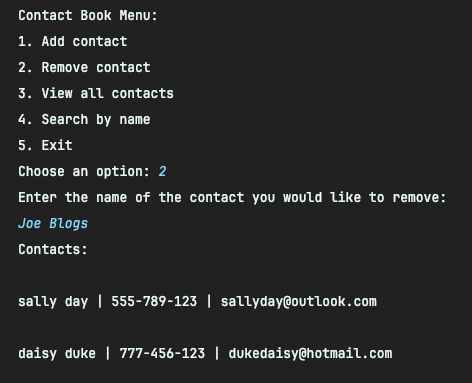 Contact Book Menu:
1. Add contact
2. Remove contact
3. View all contacts
4. Search by name
5. Exit
Choose an option: 2
Enter the name of the contact you would like to remove:
Joe Blogs
Contacts:
sally day | 555-789-123 | sallyday@outlook.com
daisy duke | 777-456-123 | dukedaisy@hotmail.com